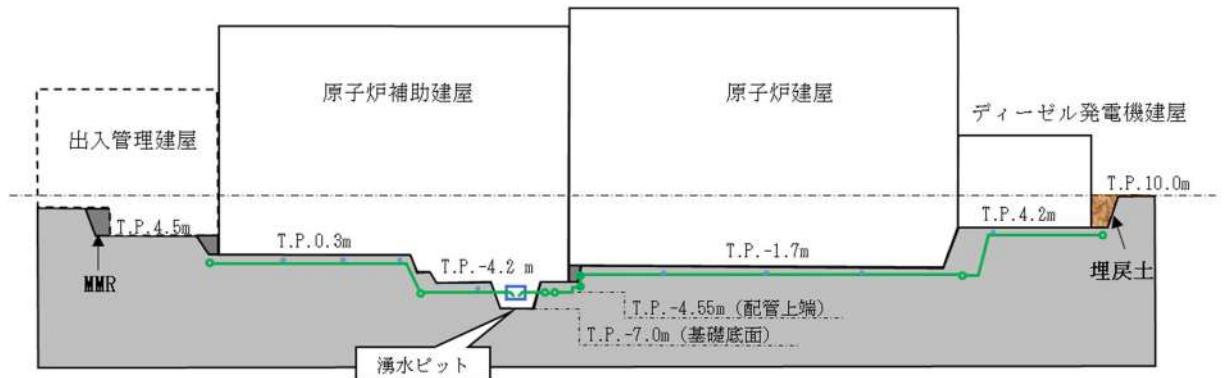 原子炉補助建屋
原子炉建屋
ディーゼル発電機建屋
出入管理建屋
T.P.10.0m
T.P.4.5m
T.P.0.3m
T.P.-4.2 m
T.P.-1.7m
T.P.4.2m
MMR
埋戻土
T.P.-4.55m (配管上端)
T.P.-7.0m (基礎底面)
湧水ピット